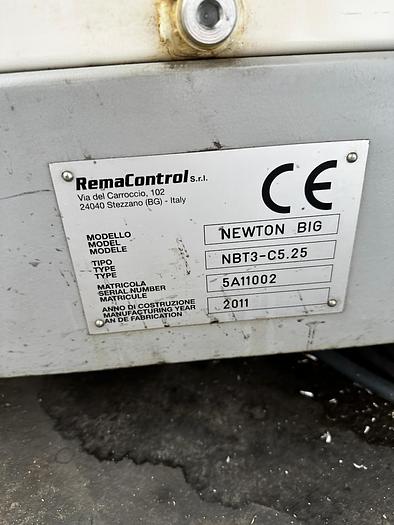 RemaControl S.r.l.
Via del Carroccio, 102
24040 Stezzano (BG) - Italy
CE
MODELLO
MODEL
MODELE
NEWTON BIG
TIPO
TYPE
TYPE
NBT3-C5.25
MATRICOLA
SERIAL NUMBER
MATRICULE
5A11002
ANNO DI COSTRUZIONE
MANUFACTURING YEAR
AN DE FABRICATION
2011